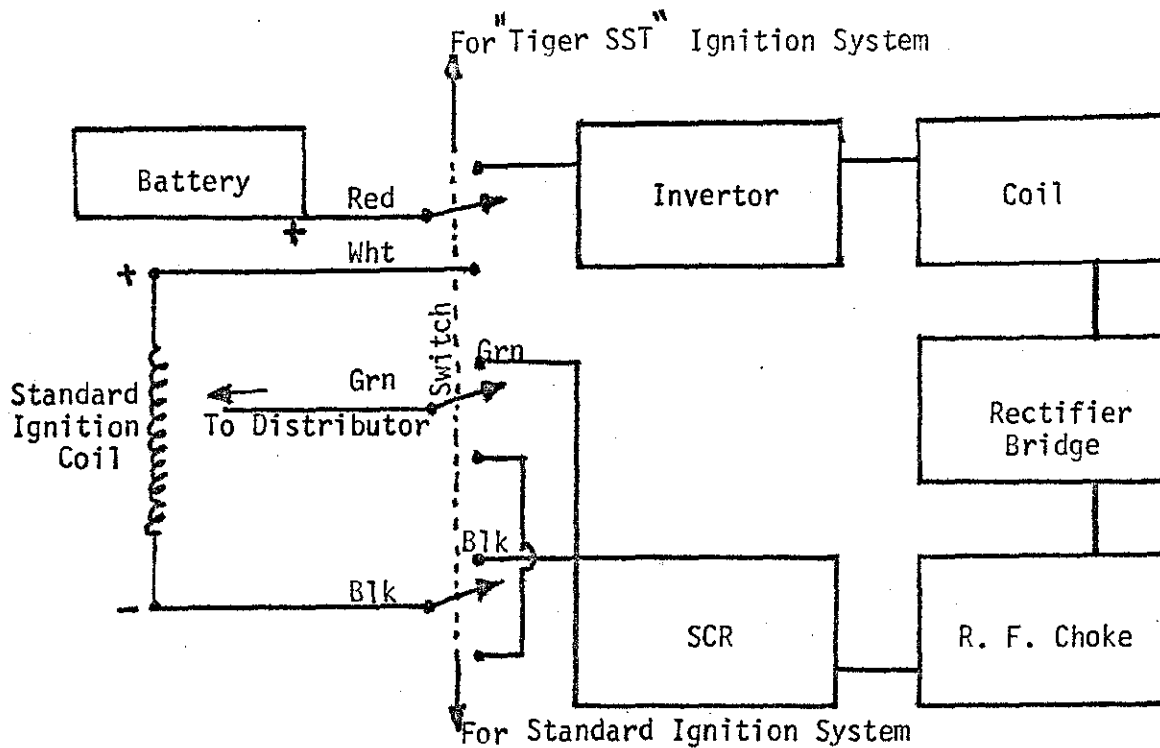 For "Tiger SST" Ignition System
Battery
Red
+
Invertor
Coil
+
Wht
Switch
Grn
Grn
To Distributor
Standard
Ignition
Coil
Rectifier
Bridge
Blk
Blk
-
SCR
R. F. Choke
For Standard Ignition System